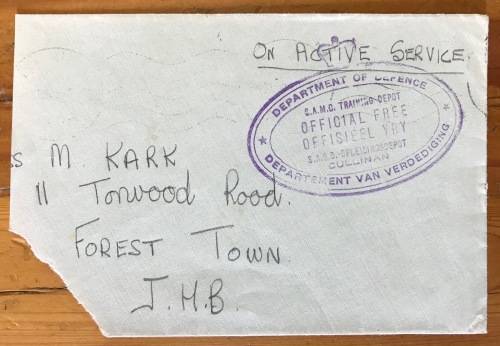 ON ACTIVE SERVICE
DEPARTMENT OF DEFENCE
S.A.M.C. TRAINING DEPOT
OFFICIAL FREE
OFFISIEEL VRY
S.A.G.D.-OPLEIDINGSDEPOT
CULLINAN
DEPARTEMENT VAN VERDEDIGING
s M KARK
11 Torwood Road.
FOREST TOWN
J.H.B.